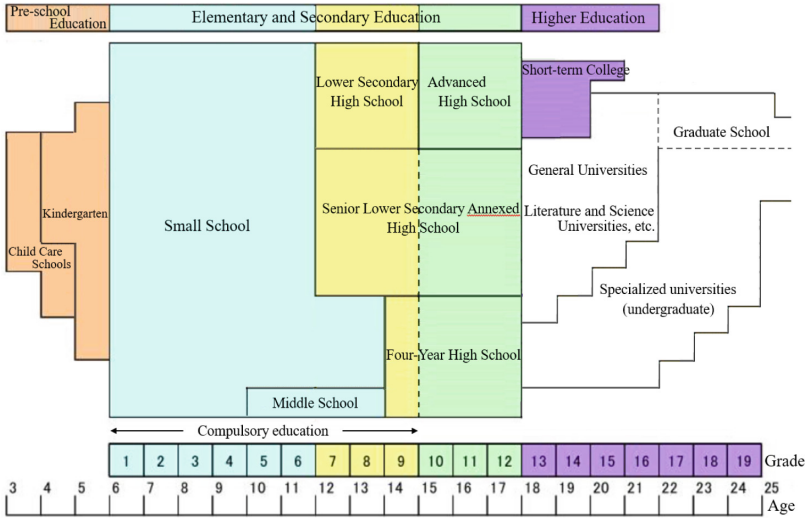 Pre-school
Education
Elementary and Secondary Education
Higher Education
Lower Secondary
High School
Advanced
High School
Short-term College
Graduate School
General Universities
Kindergarten
Small School
Senior Lower Secondary Annexed
High School
Literature and Science
Universities, etc.
Child Care
Schools
Specialized universities
(undergraduate)
Four-Year High School
Middle School
Compulsory education
1 2 3 4 5 6 7 8 9 10 11 12 13 14 15 16 17 18 19 Grade
3 4 5 6 7 8 9 10 11 12 13 14 15 16 17 18 19 20 21 22 23 24 25
Age